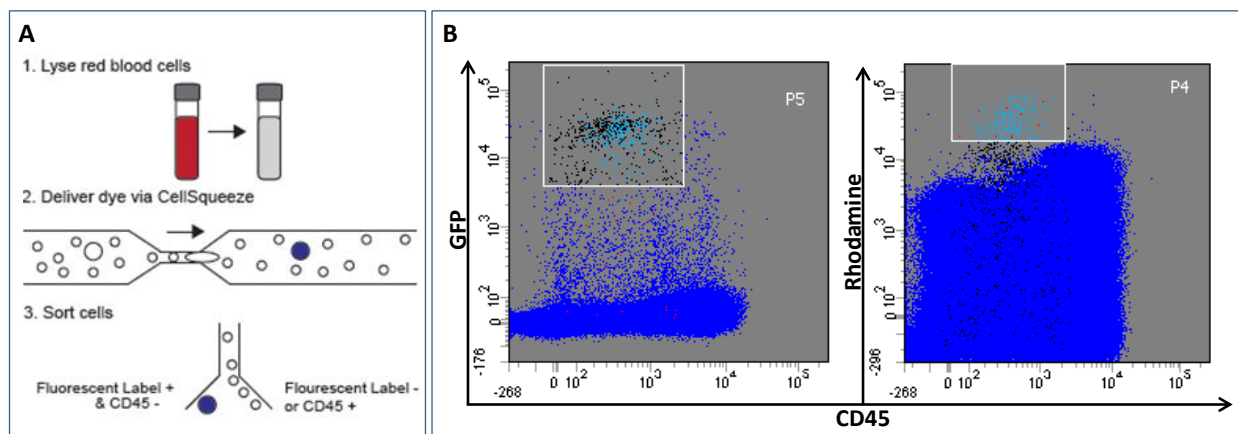 A
1. Lyse red blood cells
2. Deliver dye via CellSqueeze
3. Sort cells
Fluorescent Label +
& CD45 -
Flourescent Label -
or CD45 +
B
GFP
10^5
10^4
10^3
10^2
0
-176
P5
-268
0 10^2
10^3
10^4
10^5
Rhodamine
10^5
10^4
10^3
10^2
0
-296
P4
-268
0 10^2
10^3
10^4
10^5
CD45